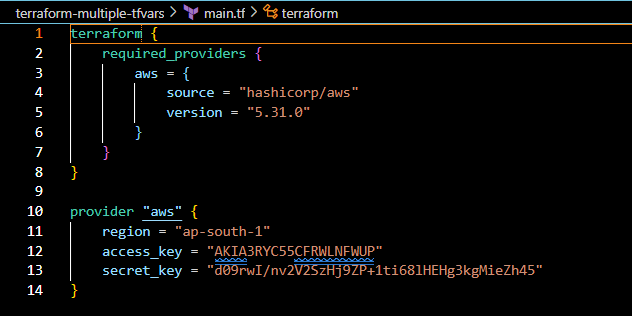 terraform-multiple-tfvars > main.tf > terraform
1 terraform {
2 required_providers {
3 aws = {
4 source = "hashicorp/aws"
5 version = "5.31.0"
6 }
7 }
8 }
9
10 provider "aws" {
11 region = "ap-south-1"
12 access_key = "AKIA3RYC55CFRWLNFWUP"
13 secret_key = "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"
14 }